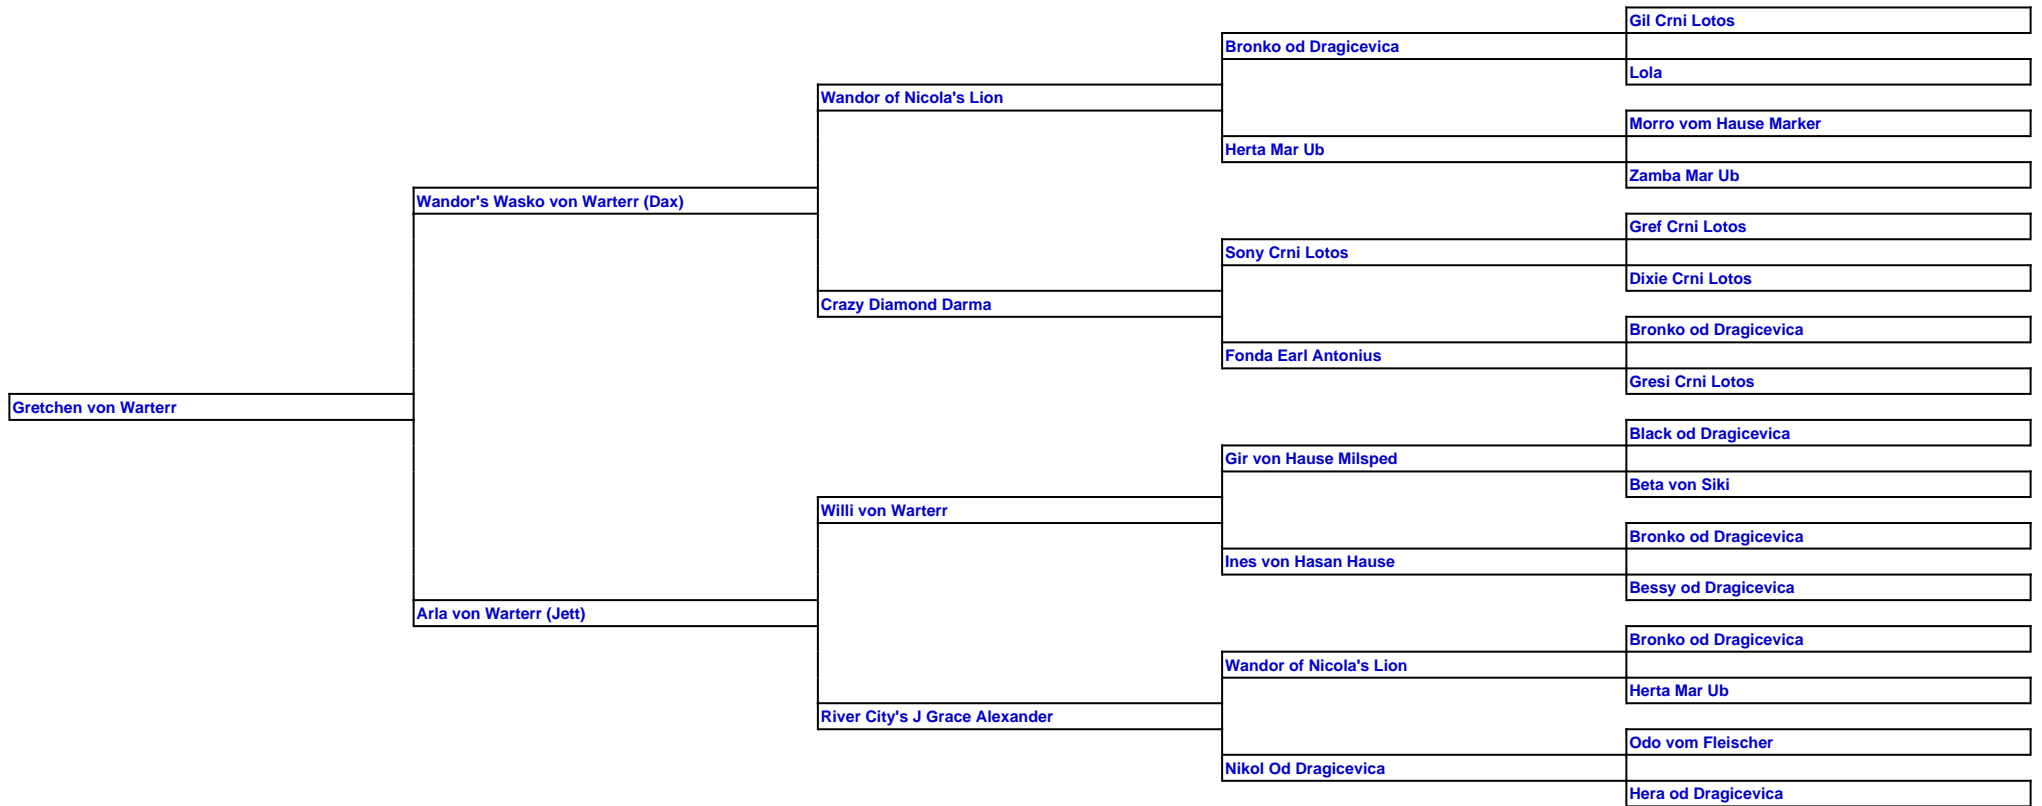 Gil Crni Lotos
Bronko od Dragicevica
Lola
Wandor of Nicola's Lion
Morro vom Hause Marker
Herta Mar Ub
Zamba Mar Ub
Wandor's Wasko von Warterr (Dax)
Gref Crni Lotos
Sony Crni Lotos
Dixie Crni Lotos
Crazy Diamond Darma
Bronko od Dragicevica
Fonda Earl Antonius
Gresi Crni Lotos
Gretchen von Warterr
Black od Dragicevica
Gir von Hause Milsped
Beta von Siki
Willi von Warterr
Bronko od Dragicevica
Ines von Hasan Hause
Bessy od Dragicevica
Arla von Warterr (Jett)
Bronko od Dragicevica
Wandor of Nicola's Lion
Herta Mar Ub
River City's J Grace Alexander
Odo vom Fleischer
Nikol Od Dragicevica
Hera od Dragicevica